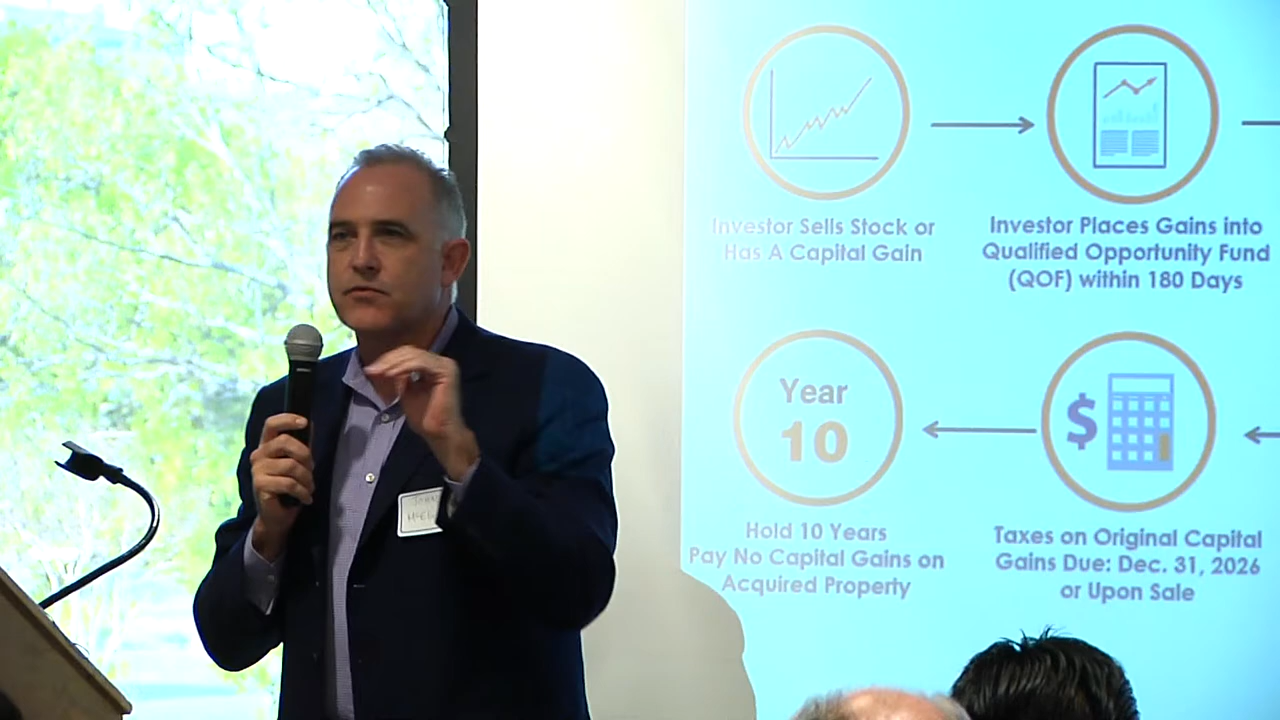 Investor Sells Stock or
Has A Capital Gain
Investor Places Gains into
Qualified Opportunity Fund
(QOF) within 180 Days
Year
10
Hold 10 Years
Pay No Capital Gains on
Acquired Property
$
Taxes on Original Capital
Gains Due: Dec. 31, 2026
or Upon Sale